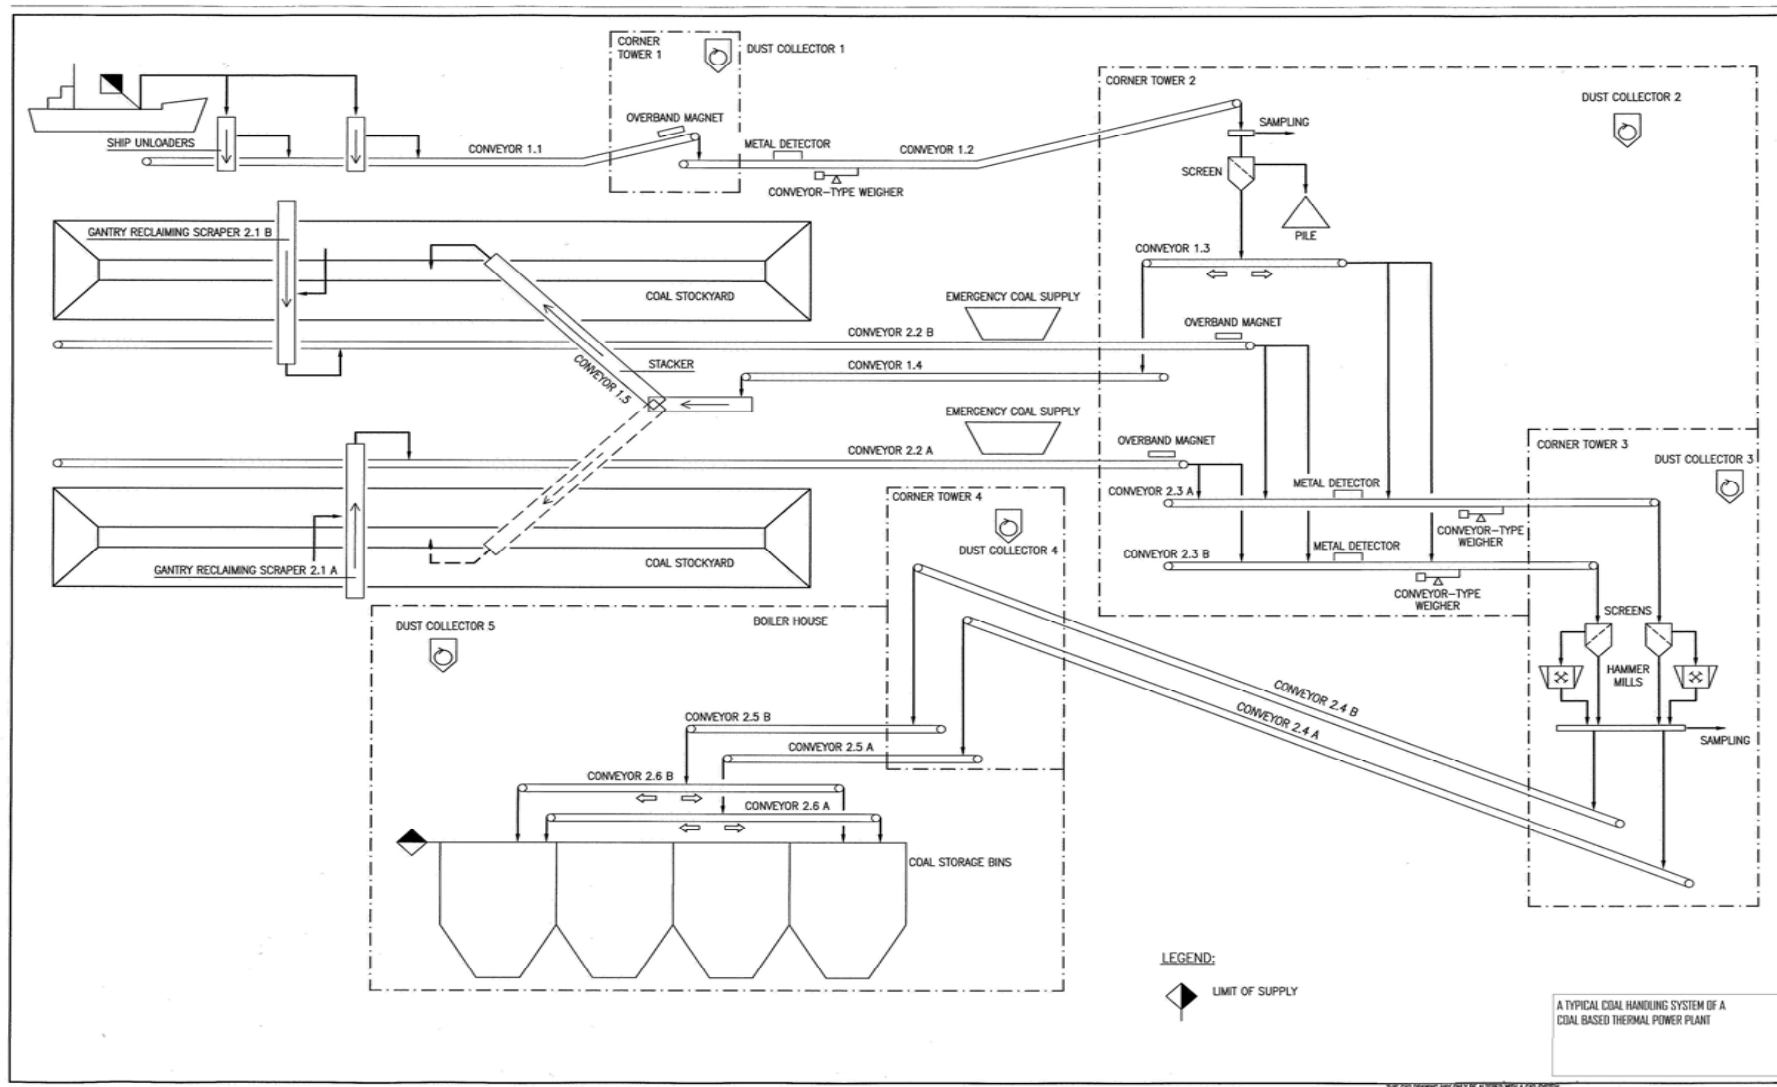 CORNER
TOWER 1
DUST COLLECTOR 1
CORNER TOWER 2
DUST COLLECTOR 2
OVERBAND MAGNET
SAMPLING
SHIP UNLOADERS
CONVEYOR 1.1
METAL DETECTOR
CONVEYOR 1.2
SCREEN
CONVEYOR-TYPE WEIGHER
PILE
GANTRY RECLAIMING SCRAPER 2.1 B
CONVEYOR 1.3
COAL STOCKYARD
EMERGENCY COAL SUPPLY
OVERBAND MAGNET
CONVEYOR 2.2 B
STACKER
CONVEYOR 1.4
CONVEYOR 1.5
EMERGENCY COAL SUPPLY
OVERBAND MAGNET
CORNER TOWER 3
CONVEYOR 2.2 A
DUST COLLECTOR 3
METAL DETECTOR
CONVEYOR 2.3 A
CORNER TOWER 4
CONVEYOR-TYPE
WEIGHER
DUST COLLECTOR 4
METAL DETECTOR
CONVEYOR 2.3 B
COAL STOCKYARD
GANTRY RECLAIMING SCRAPER 2.1 A
CONVEYOR-TYPE
WEIGHER
SCREENS
DUST COLLECTOR 5
BOILER HOUSE
HAMMER
MILLS
CONVEYOR 2.4 B
CONVEYOR 2.4 A
CONVEYOR 2.5 B
SAMPLING
CONVEYOR 2.5 A
CONVEYOR 2.6 B
CONVEYOR 2.6 A
COAL STORAGE BINS
LEGEND:
LIMIT OF SUPPLY
A TYPICAL COAL HANDLING SYSTEM OF A
COAL BASED THERMAL POWER PLANT